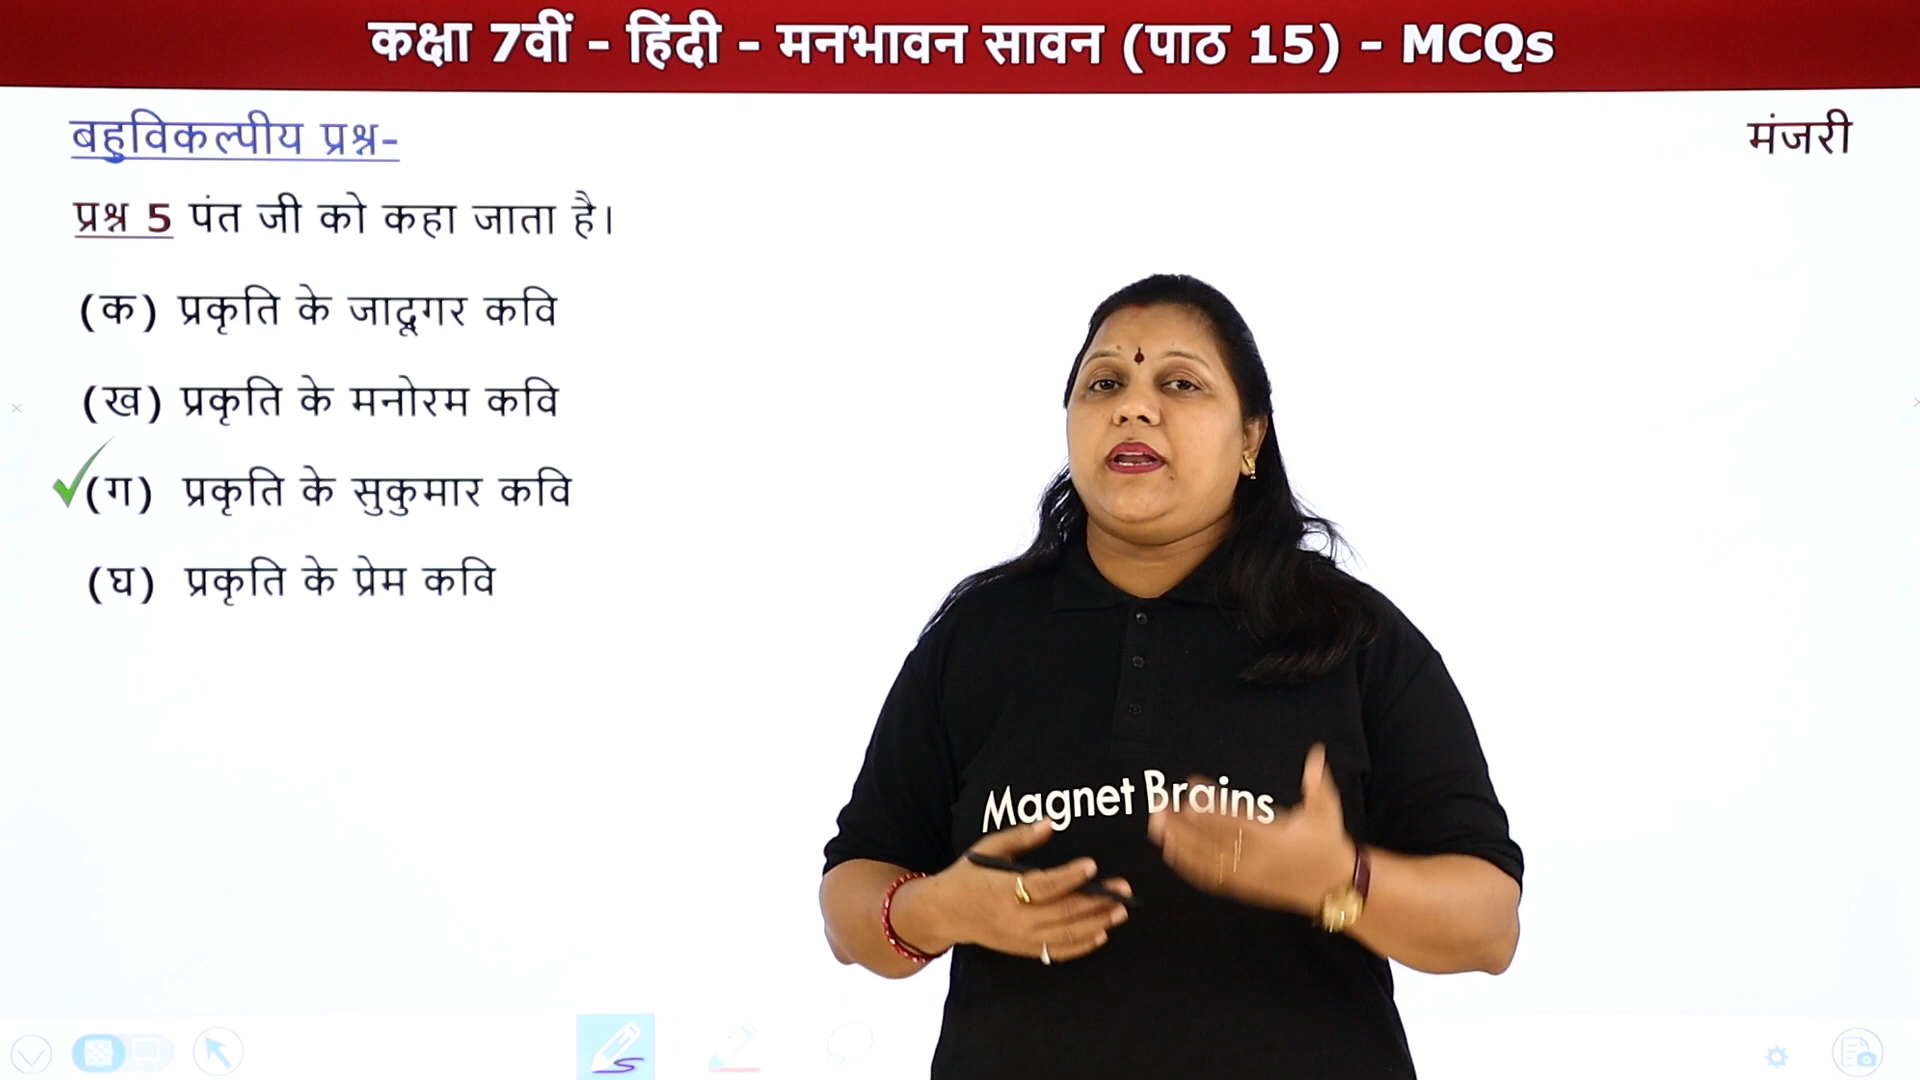 कक्षा 7वीं - हिंदी - मनभावन सावन (पाठ 15) - MCQs
बहुविकल्पीय प्रश्न-
मंजरी
प्रश्न 5 पंत जी को कहा जाता है।
(क) प्रकृति के जादूगर कवि
(ख) प्रकृति के मनोरम कवि
(ग) प्रकृति के सुकुमार कवि
(घ) प्रकृति के प्रेम कवि
Magnet Brains